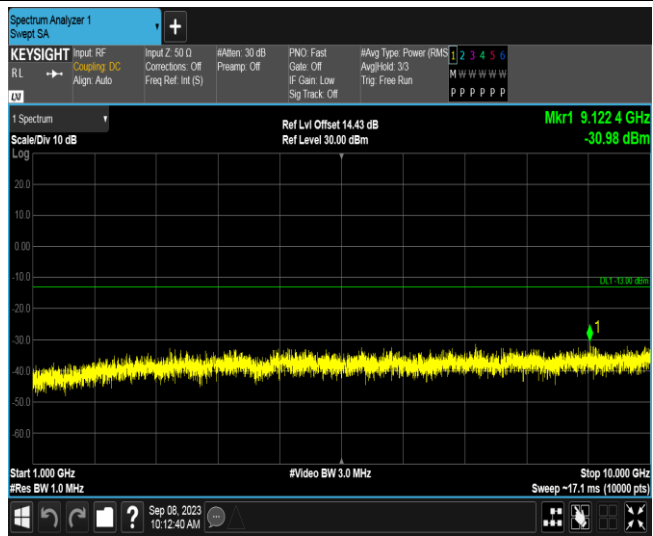 Spectrum Analyzer 1
Swept SA
+
KEYSIGHT
RL
LXI
Input: RF
Coupling: DC
Align: Auto
Input Z: 50 Ω
Corrections: Off
Freq Ref: Int (S)
#Atten: 30 dB
Preamp: Off
PNO: Fast
Gate: Off
IF Gain: Low
Sig Track: Off
#Avg Type: Power (RMS
Avg|Hold: 3/3
Trig: Free Run
1 2 3 4 5 6
M W W W W W
P P P P P P
1 Spectrum
Scale/Div 10 dB
Ref Lvl Offset 14.43 dB
Ref Level 30.00 dBm
Mkr1 9.122 4 GHz
-30.98 dBm
Log
20.0
10.0
0.00
-10.0
DL1 -13.00 dBm
-20.0
1
-30.0
-40.0
-50.0
-60.0
Start 1.000 GHz
#Video BW 3.0 MHz
Stop 10.000 GHz
#Res BW 1.0 MHz
Sweep ~17.1 ms (10000 pts)
?
Sep 08, 2023
10:12:40 AM